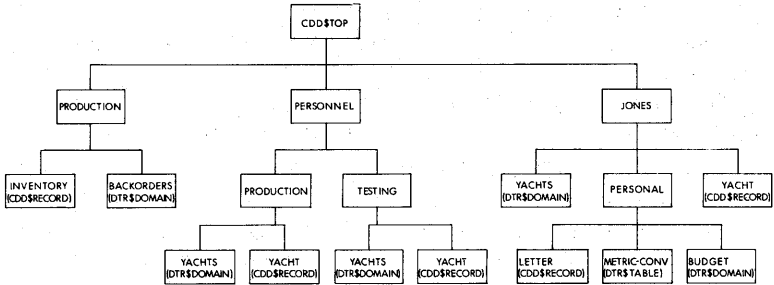 CDD$TOP
PRODUCTION
PERSONNEL
JONES
INVENTORY
(CDD$RECORD)
BACKORDERS
(DTR$DOMAIN)
PRODUCTION
TESTING
YACHTS
(DTR$DOMAIN)
PERSONAL
YACHT
(CDD$RECORD)
YACHTS
(DTR$DOMAIN)
YACHT
(CDD$RECORD)
YACHTS
(DTR$DOMAIN)
YACHT
(CDD$RECORD)
LETTER
(CDD$RECORD)
METRIC-CONV
(DTR$TABLE)
BUDGET
(DTR$DOMAIN)